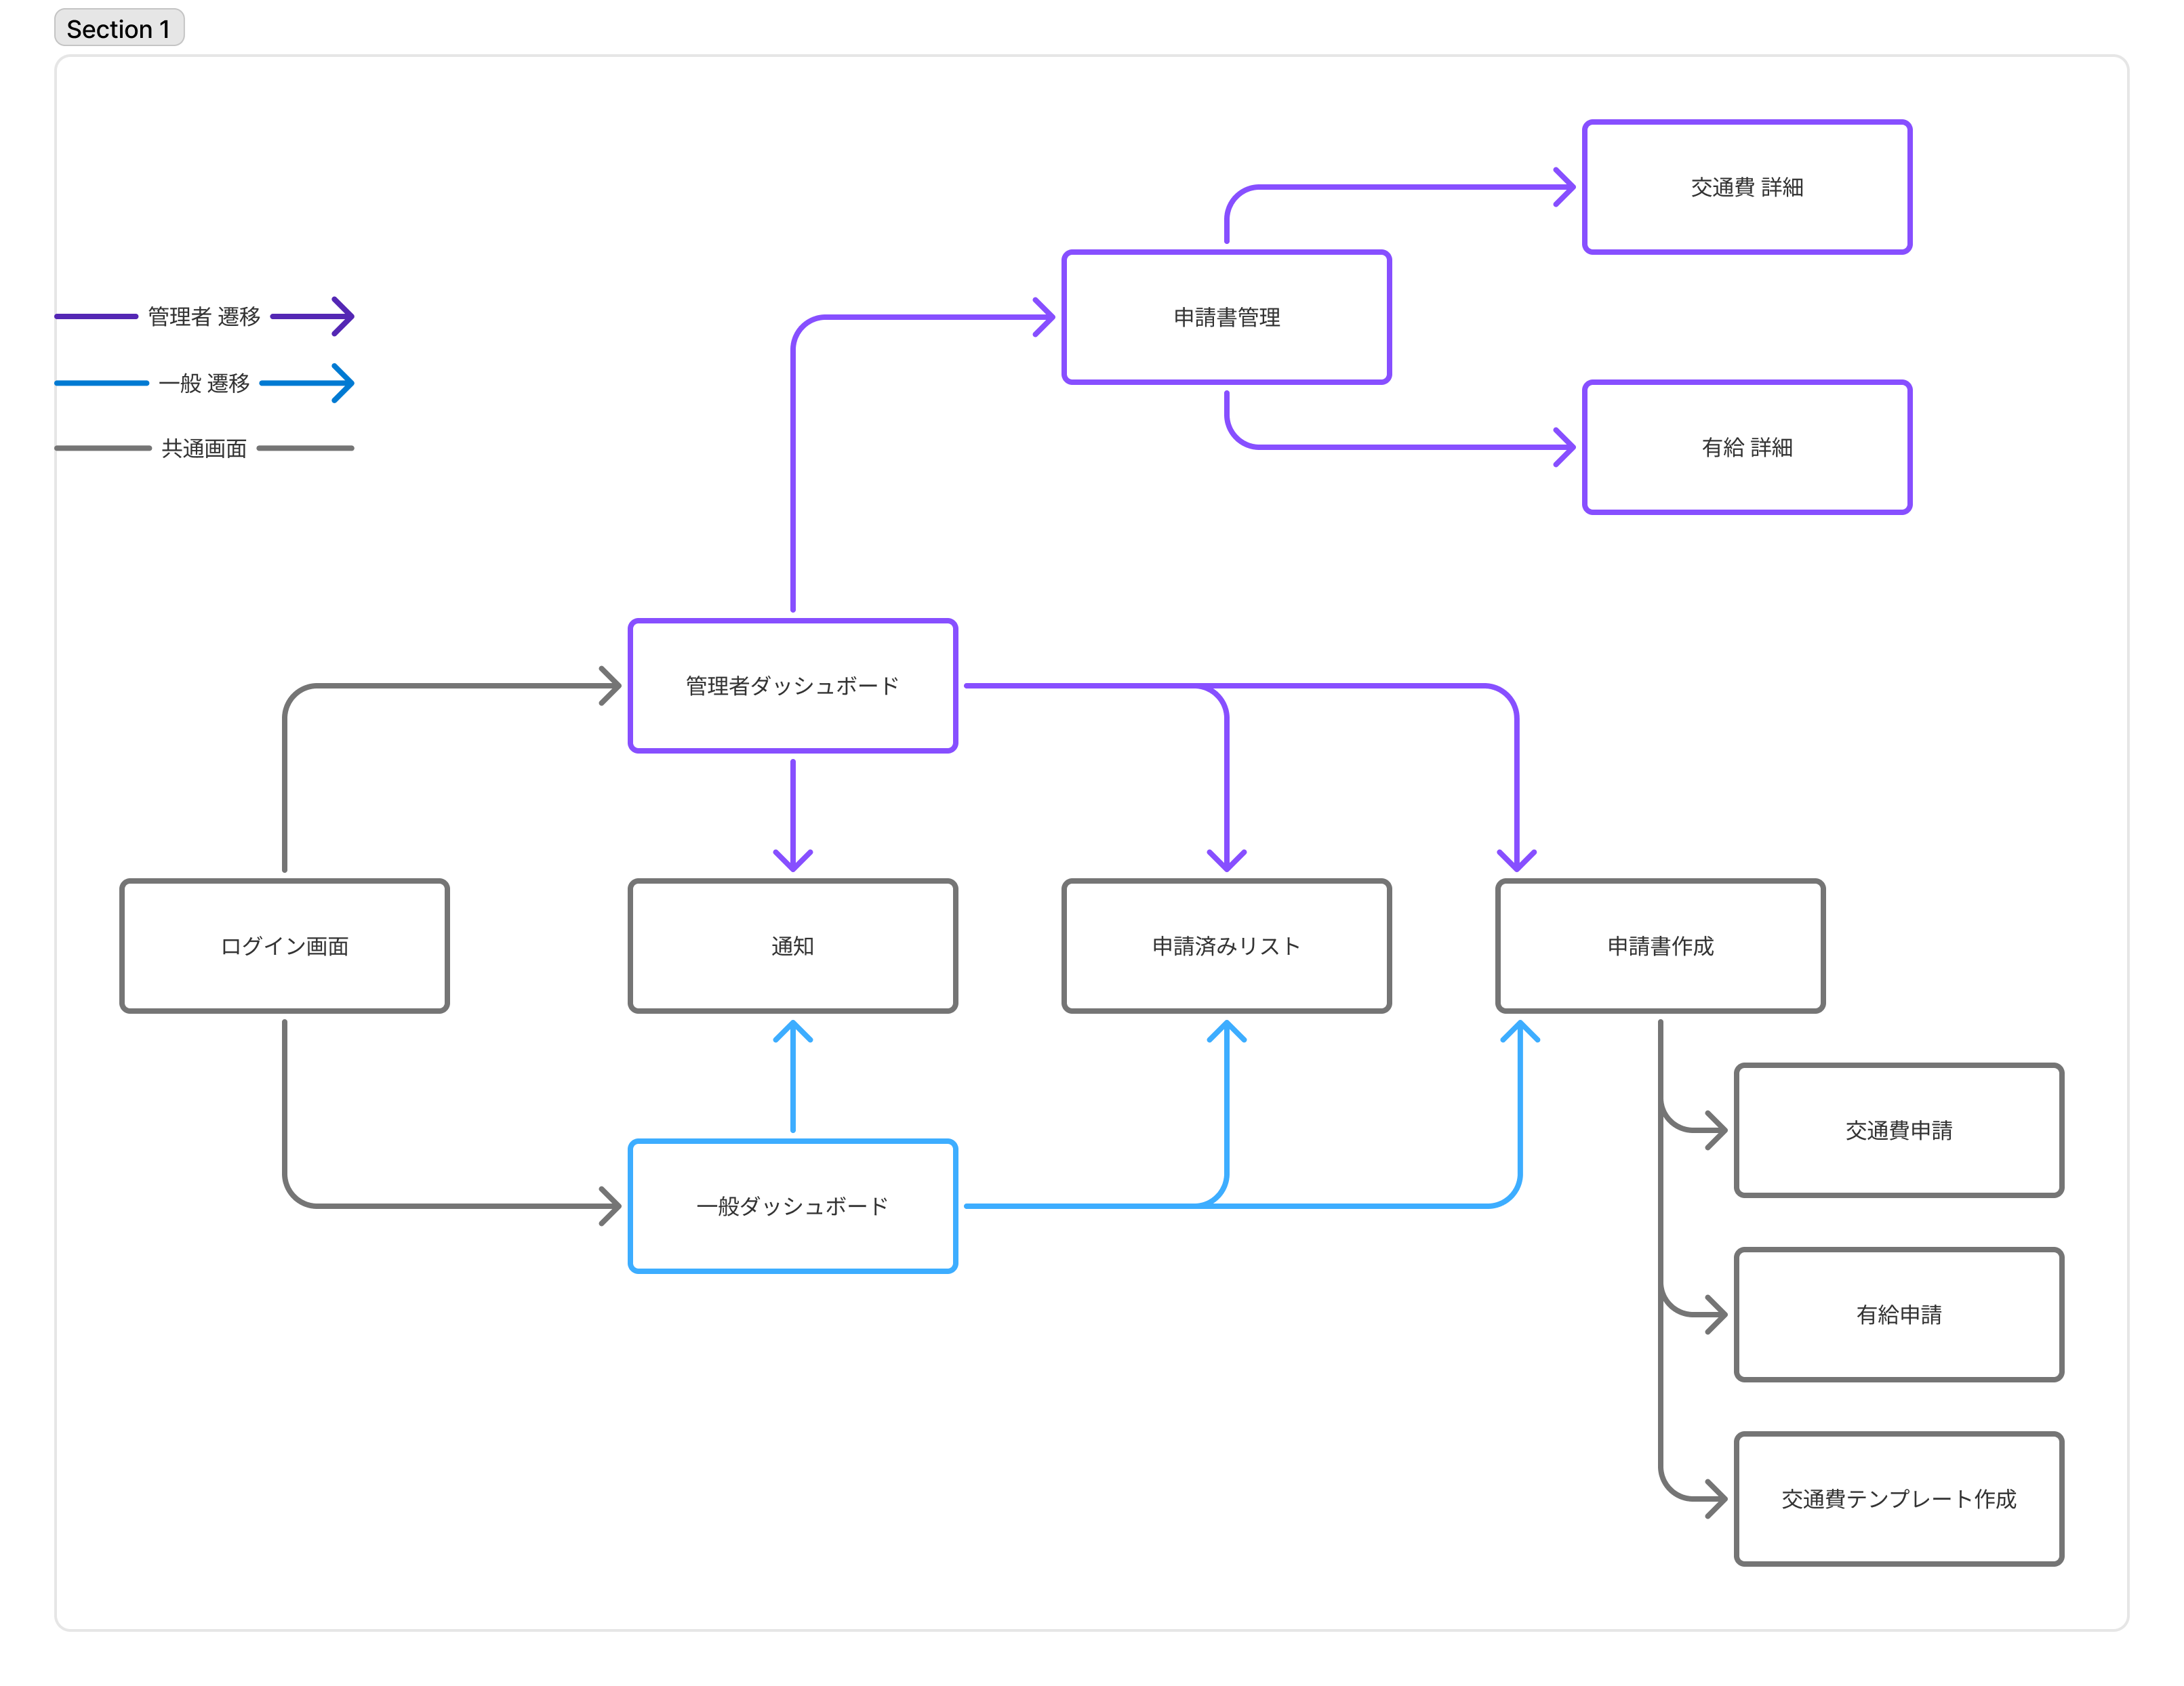 Section 1
交通費 詳細
申請書管理
管理者 遷移
一般 遷移
共通画面
有給 詳細
管理者ダッシュボード
ログイン画面
通知
申請済みリスト
申請書作成
交通費申請
一般ダッシュボード
有給申請
交通費テンプレート作成